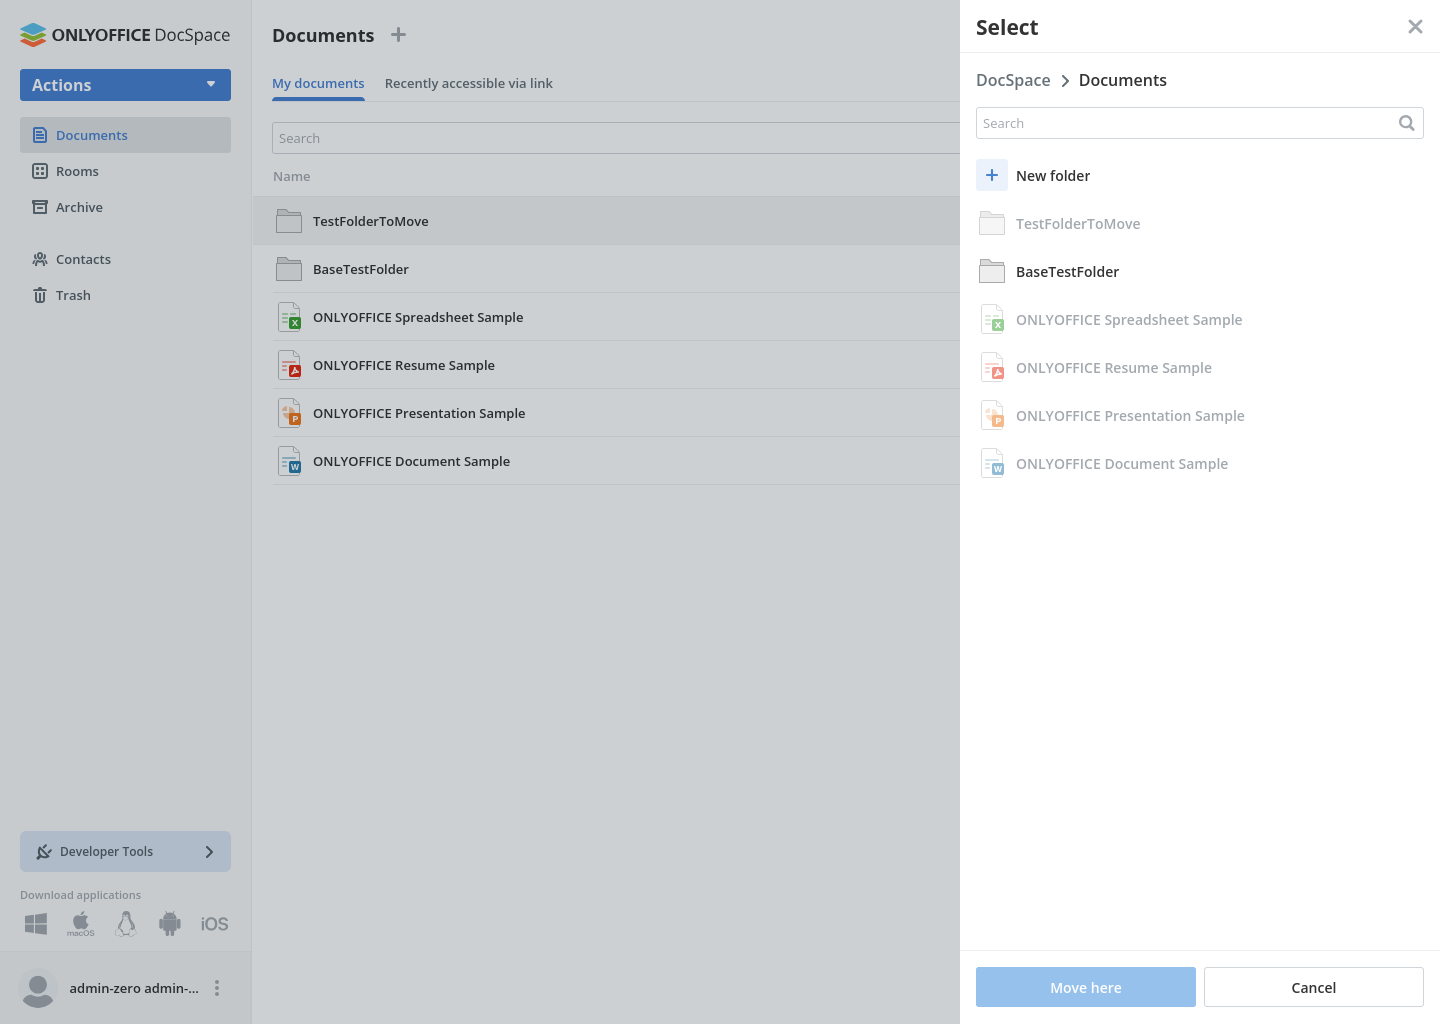 ONLYOFFICE DocSpace
Actions
Documents
Rooms
Archive
Contacts
Trash
Developer Tools
Download applications
macOS
iOS
admin-zero admin-...
Documents
My documents
Recently accessible via link
Search
Name
TestFolderToMove
BaseTestFolder
X
ONLYOFFICE Spreadsheet Sample
ONLYOFFICE Resume Sample
P
ONLYOFFICE Presentation Sample
W
ONLYOFFICE Document Sample
Select
DocSpace
Documents
Search
New folder
TestFolderToMove
BaseTestFolder
X
ONLYOFFICE Spreadsheet Sample
ONLYOFFICE Resume Sample
P
ONLYOFFICE Presentation Sample
W
ONLYOFFICE Document Sample
Move here
Cancel